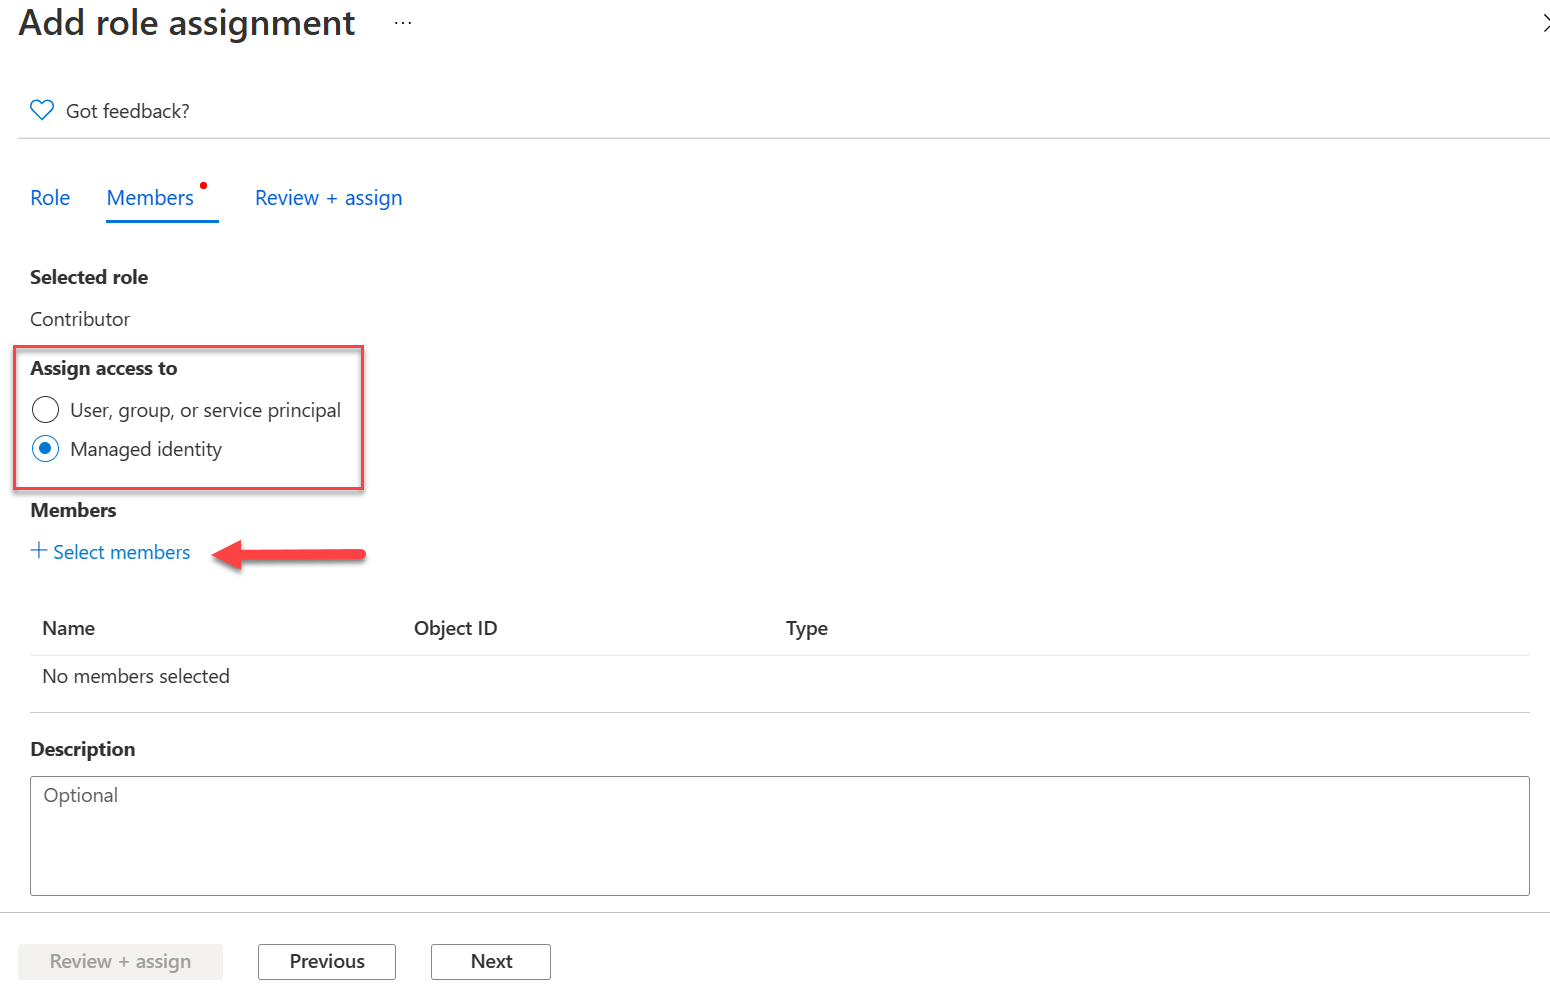 Add role assignment ...
Got feedback?
Role Members Review + assign
Selected role
Contributor
Assign access to
User, group, or service principal
Managed identity
Members
+ Select members
Name Object ID Type
No members selected
Description
Optional
Review + assign Previous Next